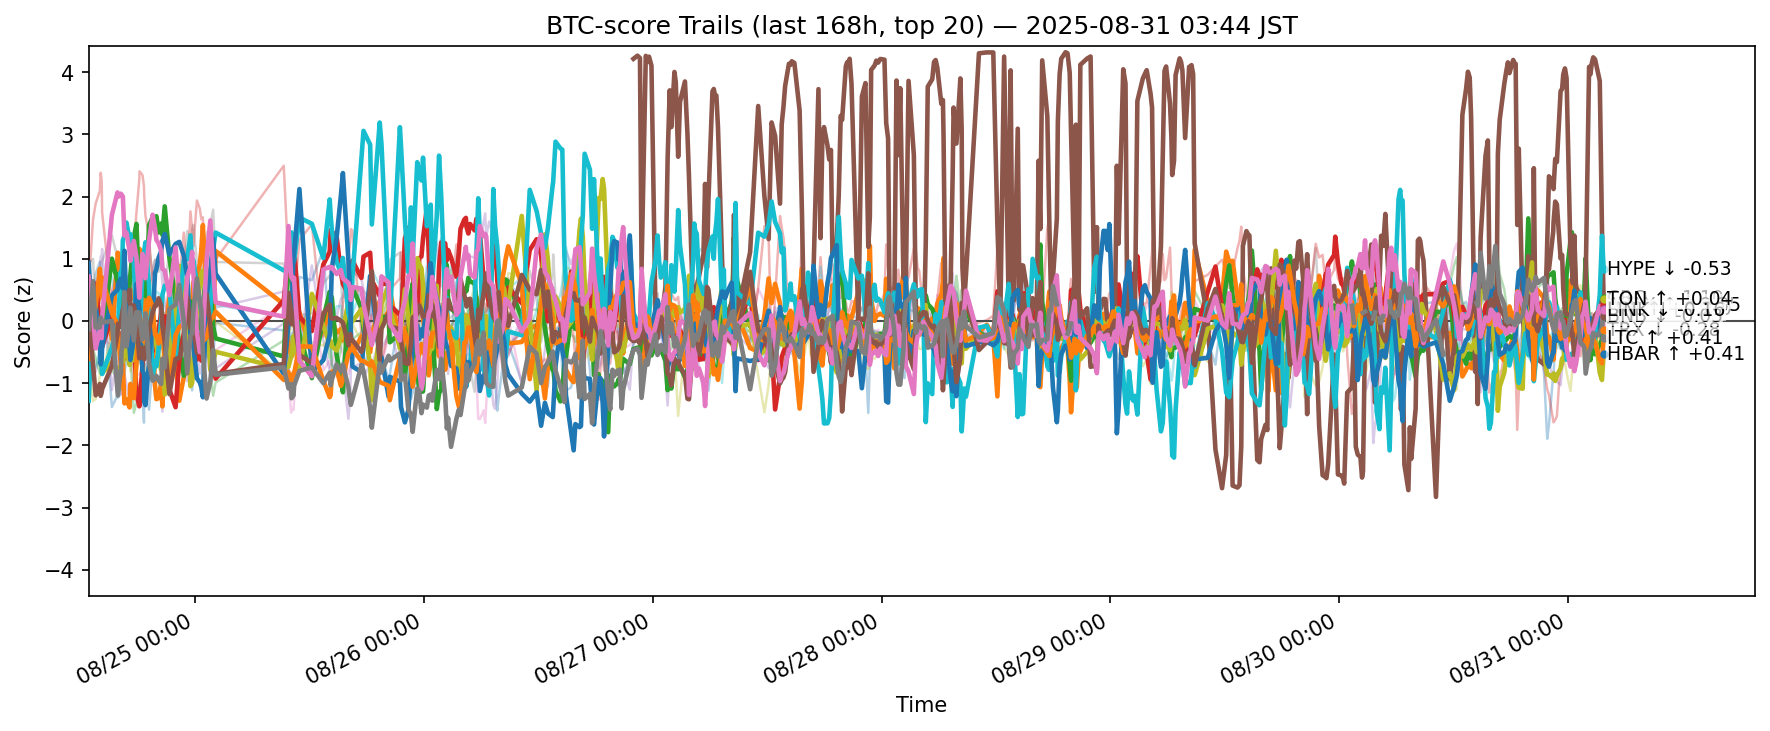 BTC-score Trails (last 168h, top 20) — 2025-08-31 03:44 JST
Score (z)
4
3
2
1
0
−1
−2
−3
−4
HYPE ↓ -0.53
TON ↑ +0.04
LINK ↓ -0.16
LTC ↑ +0.41
HBAR ↑ +0.41
08/25 00:00
08/26 00:00
08/27 00:00
08/28 00:00
08/29 00:00
08/30 00:00
08/31 00:00
Time